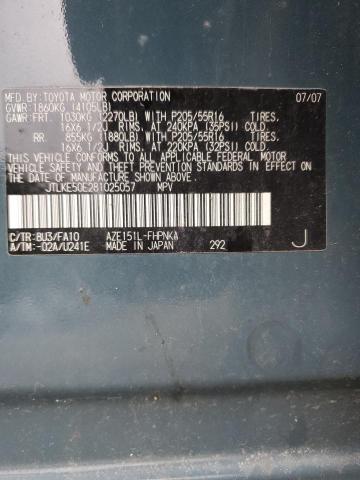 MFD. BY: TOYOTA MOTOR CORPORATION 07/07
GVWR: 1860KG (4105LB)
GAWR: FRT. 1030KG (2270LB) WITH P205/55R16 TIRES,
16X6 1/2J RIMS, AT 240KPA (35PSI) COLD.
RR 855KG (1880LB) WITH P205/55R16 TIRES,
16X6 1/2J RIMS, AT 220KPA (32PSI) COLD.
THIS VEHICLE CONFORMS TO ALL APPLICABLE FEDERAL
MOTOR VEHICLE SAFETY
STANDARDS IN EFFECT ON THE DATE OF
MANUFACTURE SHOWN ABOVE.
JTLKE50E281025057 MPV
C/TR: 8U3/FA10 AZE151L-FHPNKA
A/TM: -02A/U241E MADE IN JAPAN 292 J